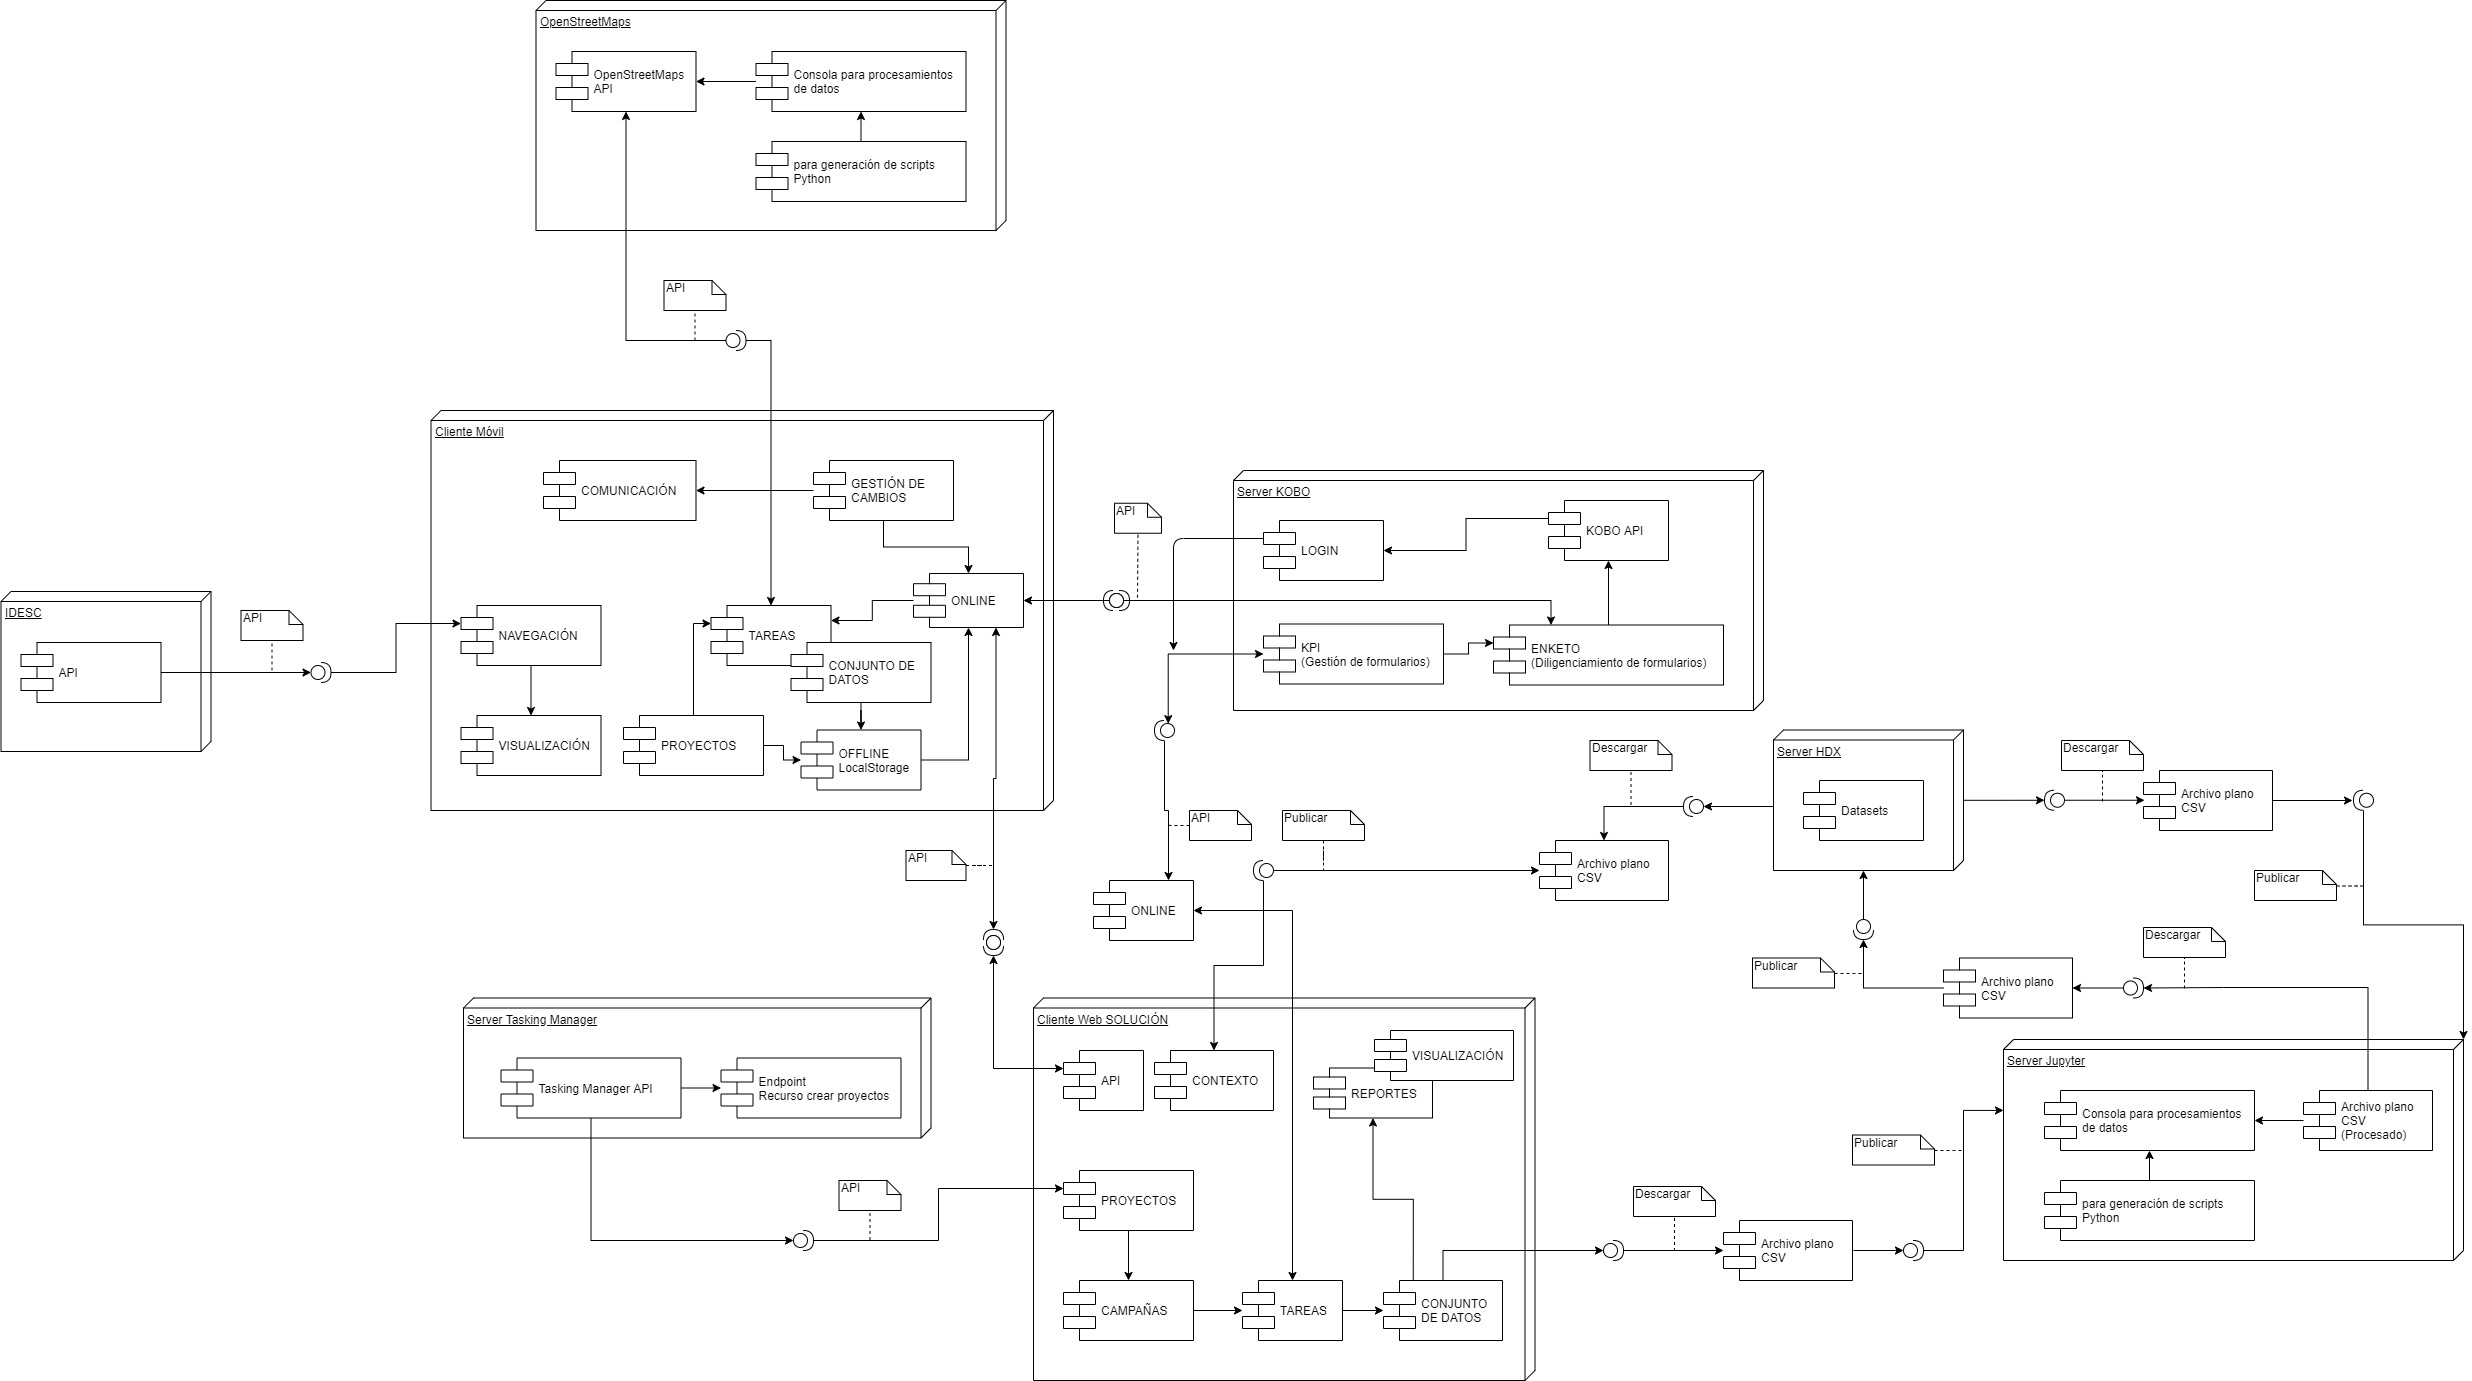 OpenStreetMaps
OpenStreetMaps
API
Consola para procesamientos
de datos
para generación de scripts
Python
API
Cliente Móvil
COMUNICACIÓN
GESTIÓN DE
CAMBIOS
ONLINE
NAVEGACIÓN
TAREAS
CONJUNTO DE
DATOS
VISUALIZACIÓN
PROYECTOS
OFFLINE
LocalStorage
IDESC
API
API
API
Server KOBO
LOGIN
KOBO API
KPI
(Gestión de formularios)
ENKETO
(Diligenciamiento de formularios)
API
Publicar
Descargar
Archivo plano
CSV
Server HDX
Datasets
Descargar
Archivo plano
CSV
Publicar
API
ONLINE
Publicar
Archivo plano
CSV
Descargar
Server Tasking Manager
Tasking Manager API
Endpoint
Recurso crear proyectos
API
Cliente Web SOLUCIÓN
API
CONTEXTO
VISUALIZACIÓN
REPORTES
PROYECTOS
CAMPAÑAS
TAREAS
CONJUNTO
DE DATOS
Descargar
Archivo plano
CSV
Publicar
Server Jupyter
Consola para procesamientos
de datos
Archivo plano
CSV
(Procesado)
para generación de scripts
Python